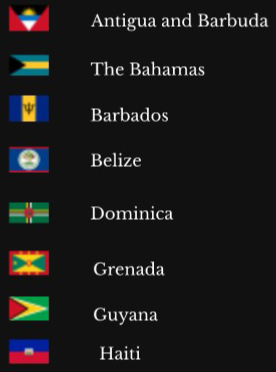 Antigua and Barbuda
The Bahamas
Barbados
Belize
Dominica
Grenada
Guyana
Haiti